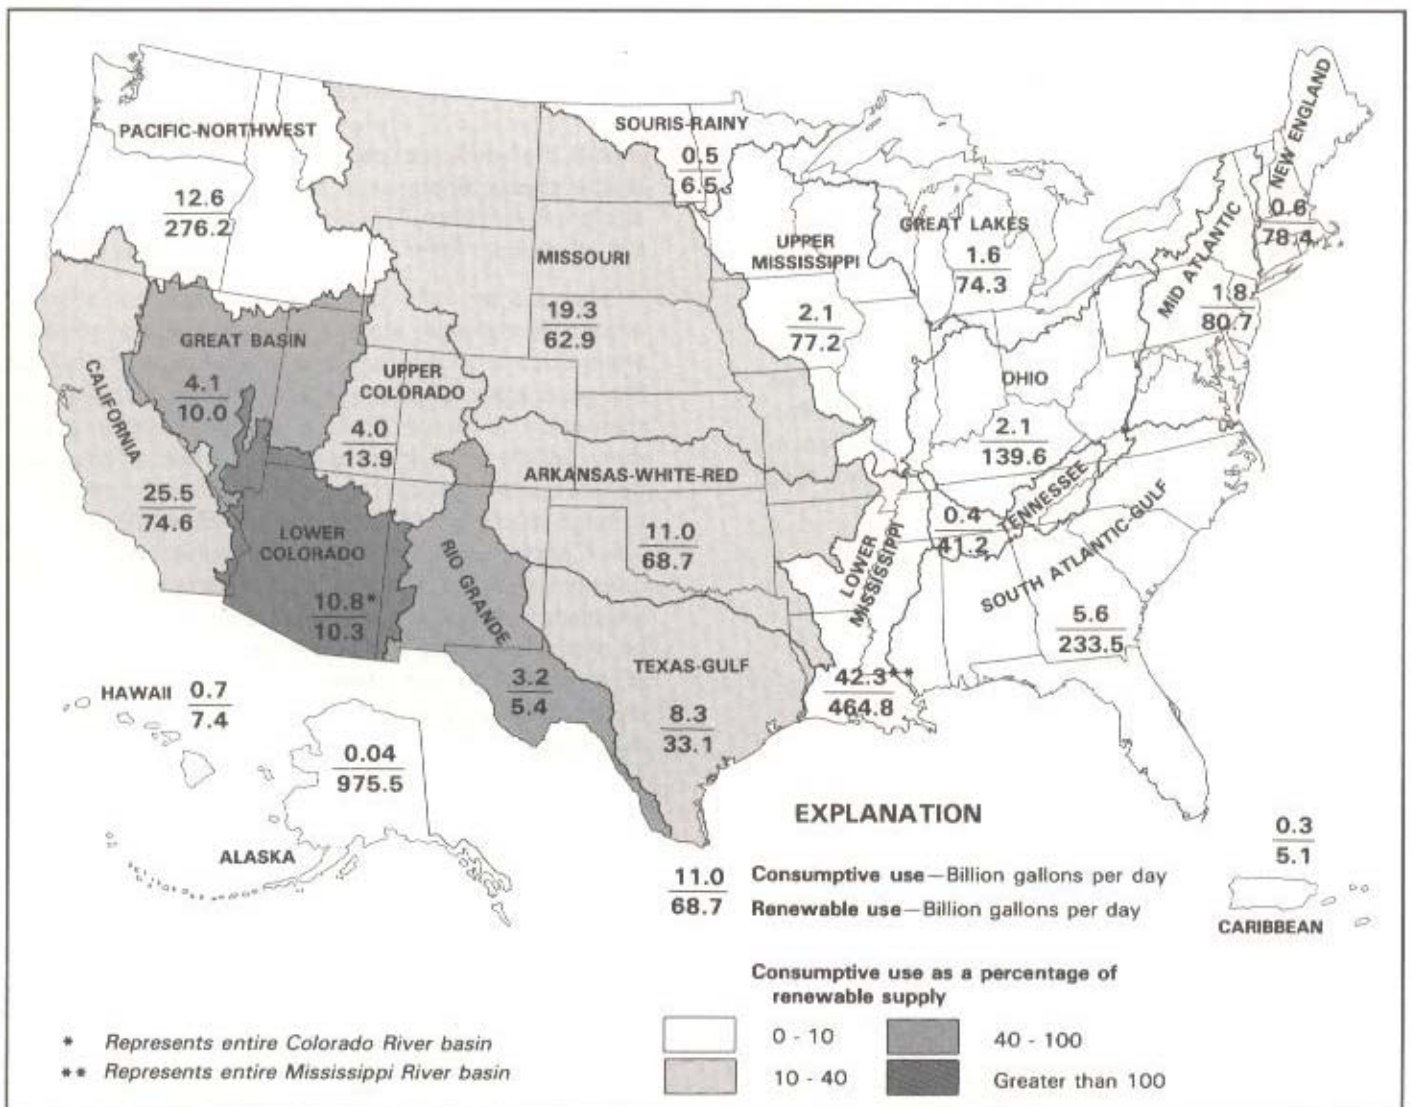 PACIFIC-NORTHWEST
12.6
276.2
SOURIS-RAINY
0.5
6.5
NEW ENGLAND
0.6
78.4
GREAT LAKES
1.6
74.3
UPPER
MISSISSIPPI
2.1
77.2
MID ATLANTIC
1.8
80.7
MISSOURI
19.3
62.9
GREAT BASIN
4.1
10.0
CALIFORNIA
25.5
74.6
UPPER
COLORADO
4.0
13.9
OHIO
2.1
139.6
ARKANSAS-WHITE-RED
11.0
68.7
TENNESSEE
0.4
41.2
LOWER
COLORADO
10.8*
10.3
RIO GRANDE
3.2
5.4
LOWER
MISSISSIPPI
42.3**
464.8
SOUTH ATLANTIC-GULF
5.6
233.5
TEXAS-GULF
8.3
33.1
HAWAII
0.7
7.4
0.04
975.5
ALASKA
0.3
5.1
CARIBBEAN
EXPLANATION
11.0 Consumptive use—Billion gallons per day
68.7 Renewable use—Billion gallons per day
Consumptive use as a percentage of
renewable supply
0 - 10
40 - 100
10 - 40
Greater than 100
* Represents entire Colorado River basin
** Represents entire Mississippi River basin